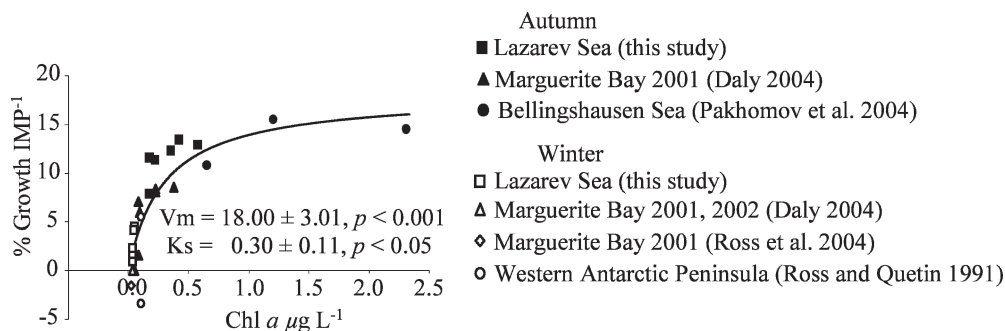 Autumn
Lazarev Sea (this study)
Marguerite Bay 2001 (Daly 2004)
Bellingshausen Sea (Pakhomov et al. 2004)
Winter
Lazarev Sea (this study)
Marguerite Bay 2001, 2002 (Daly 2004)
Marguerite Bay 2001 (Ross et al. 2004)
Western Antarctic Peninsula (Ross and Quetin 1991)
% Growth IMP-1
20
15
10
5
0
-5
Vm = 18.00 ± 3.01, p < 0.001
Ks = 0.30 ± 0.11, p < 0.05
0.0 0.5 1.0 1.5 2.0 2.5
Chl a µg L-1